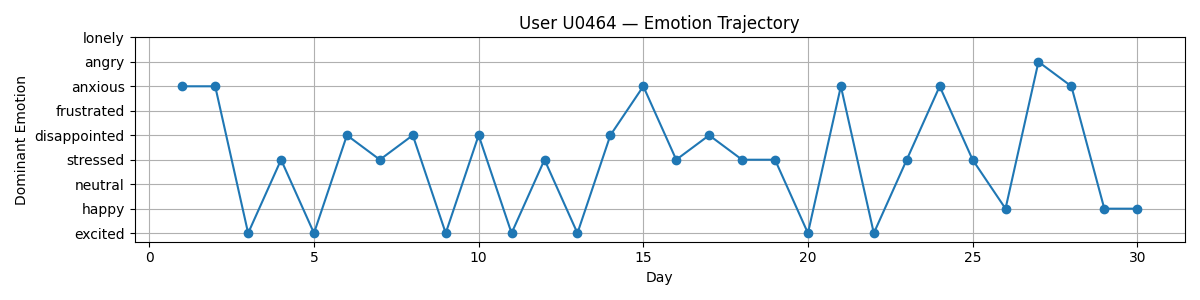 User U0464 — Emotion Trajectory
Dominant Emotion
lonely
angry
anxious
frustrated
disappointed
stressed
neutral
happy
excited
0 5 10 15 20 25 30
Day